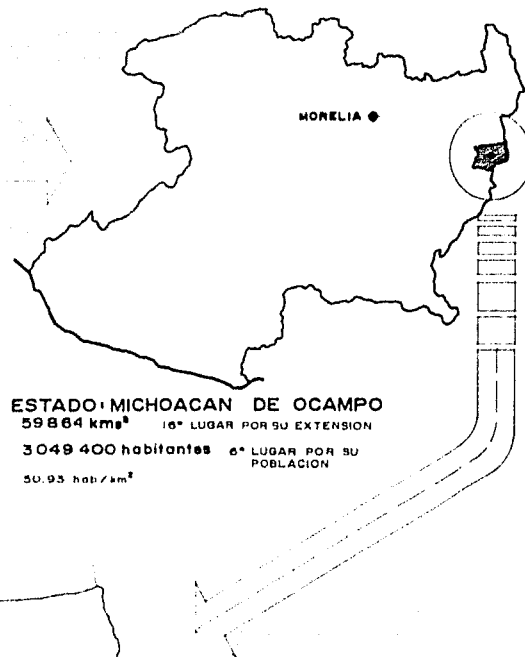 MORELIA
ESTADO: MICHOACAN DE OCAMPO
59864 kms² 16° LUGAR POR SU EXTENSION
3049 400 habitantes 6° LUGAR POR SU
POBLACION
50.93 hab/km²